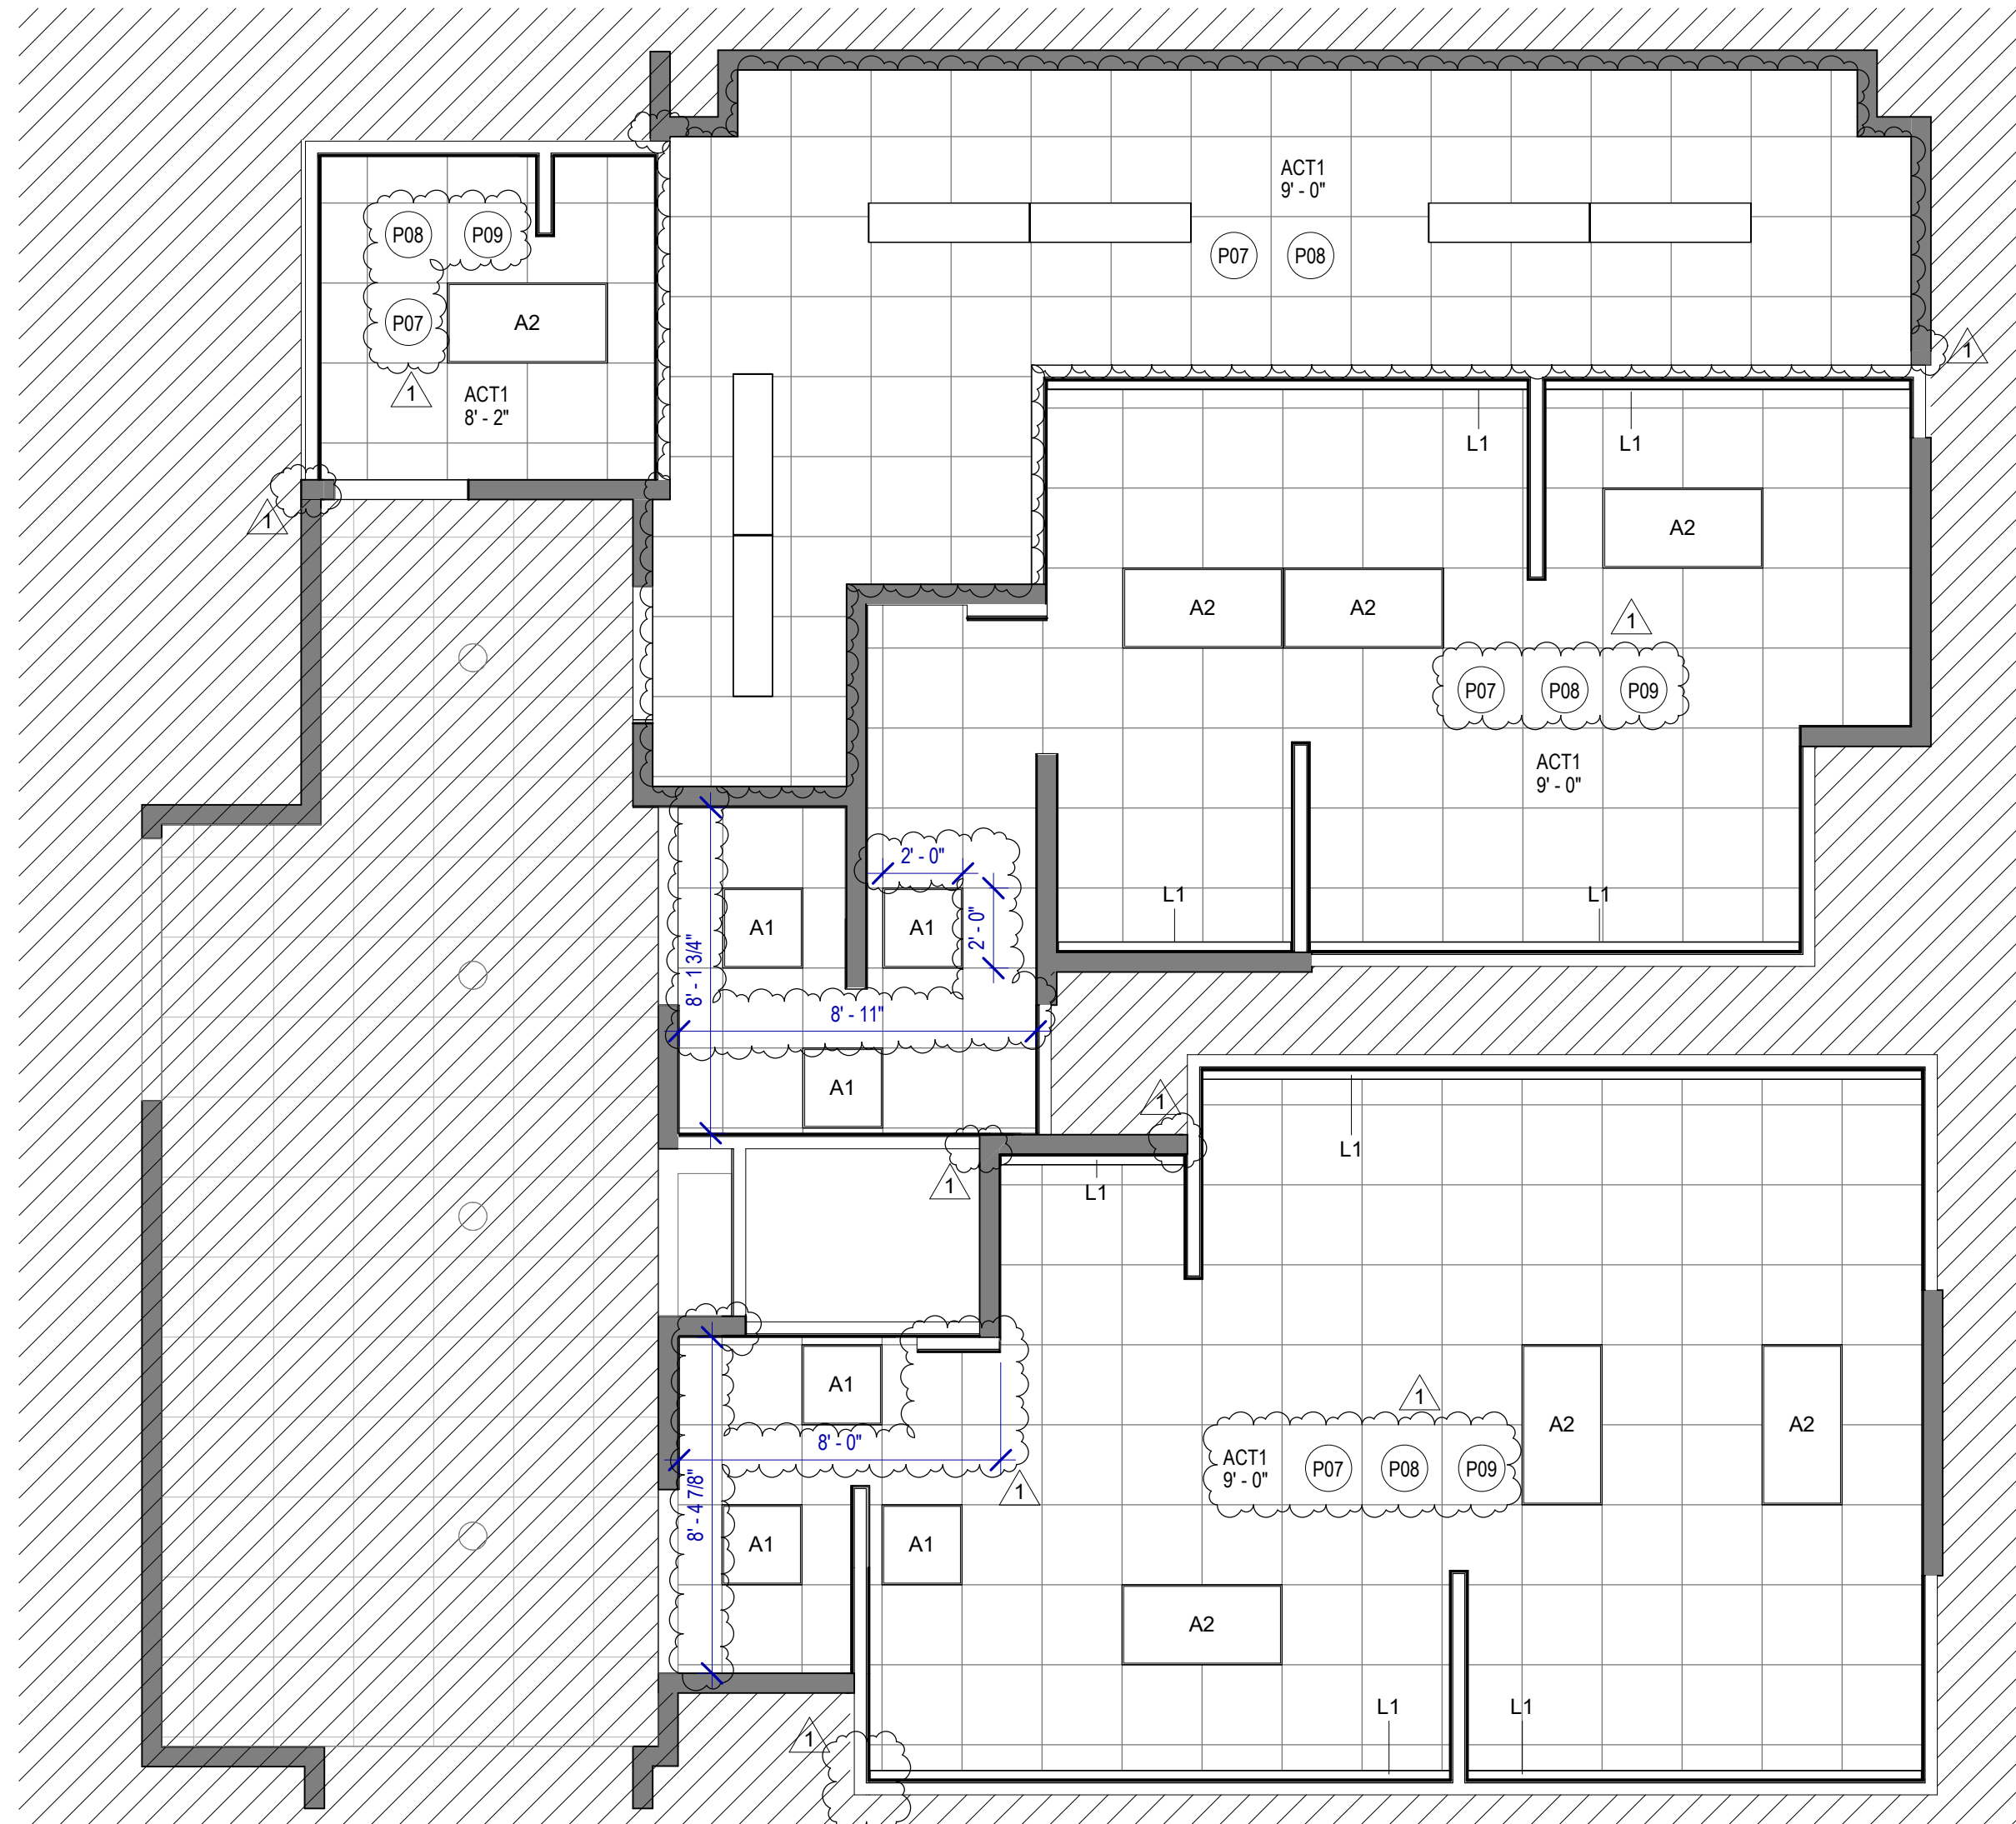 ACT1
9' - 0"
P08
P09
P07
P08
P07
A2
1
1
ACT1
8' - 2"
L1
L1
1
A2
A2
A2
1
P07
P08
P09
ACT1
9' - 0"
2' - 0"
L1
L1
A1
A1
2' - 0"
8' - 1 3/4"
8' - 11"
A1
1
L1
1
L1
A1
1
A2
A2
8' - 0"
ACT1
9' - 0"
P07
P08
P09
1
8' - 4 7/8"
A1
A1
A2
L1
L1
1